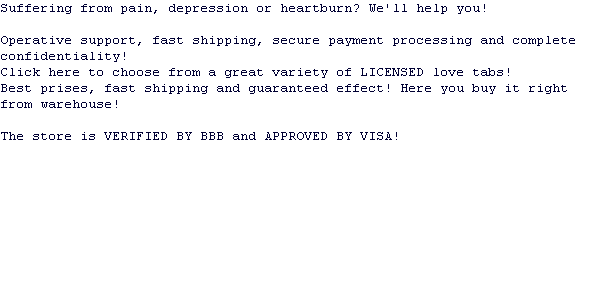 Suffering from pain, depression or heartburn? We'll help you!
Operative support, fast shipping, secure payment processing and complete
confidentiality!
Click here to choose from a great variety of LICENSED love tabs!
Best prises, fast shipping and guaranteed effect! Here you buy it right
from warehouse!
The store is VERIFIED BY BBB and APPROVED BY VISA!